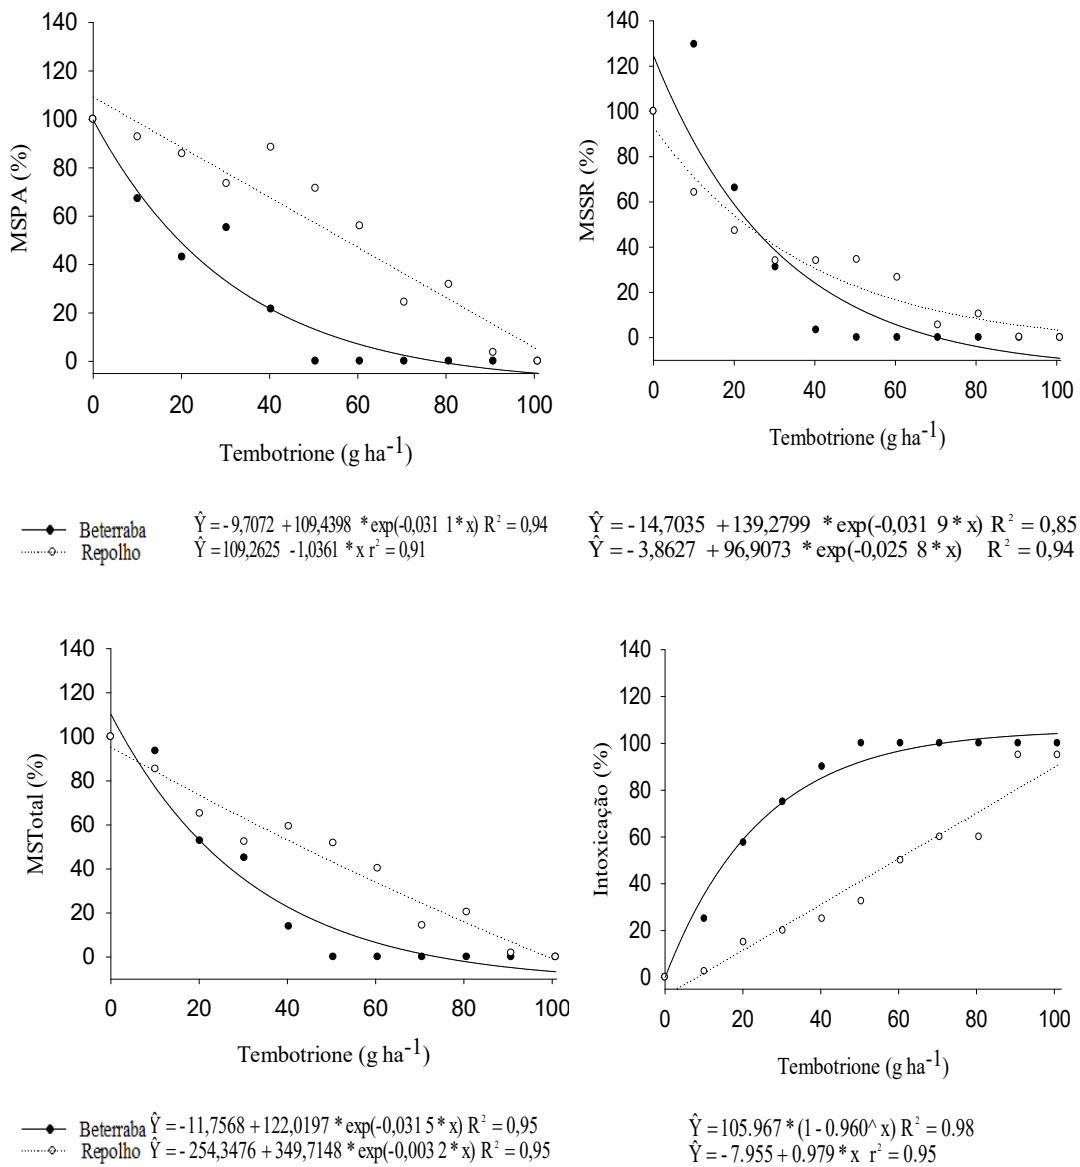 140
120
100
80
60
40
20
0
MSPA (%)
0 20 40 60 80 100
Tembotrione (g ha-1)
140
120
100
80
60
40
20
0
MSSR (%)
0 20 40 60 80 100
Tembotrione (g ha-1)
Beterraba Ŷ = - 9,7072 + 109,4398 * exp(-0,031 1* x) R² = 0,94
Repolho Ŷ = 109,2625 -1,0361 * x r² = 0,91
Ŷ = - 14,7035 + 139,2799 * exp(-0,031 9 * x) R² = 0,85
Ŷ = - 3,8627 + 96,9073 * exp(-0,025 8 * x) R² = 0,94
140
120
100
80
60
40
20
0
MSTotal (%)
0 20 40 60 80 100
Tembotrione (g ha-1)
140
120
100
80
60
40
20
0
Intoxicação (%)
0 20 40 60 80 100
Tembotrione (g ha-1)
Beterraba Ŷ = -11,7568 + 122,0197 * exp(-0,031 5 * x) R² = 0,95
Repolho Ŷ = - 254,3476 + 349,7148 * exp(-0,003 2 * x) R² = 0,95
Ŷ = 105.967 * (1 - 0.960^ x) R² = 0.98
Ŷ = -7.955 + 0.979 * x r² = 0.95